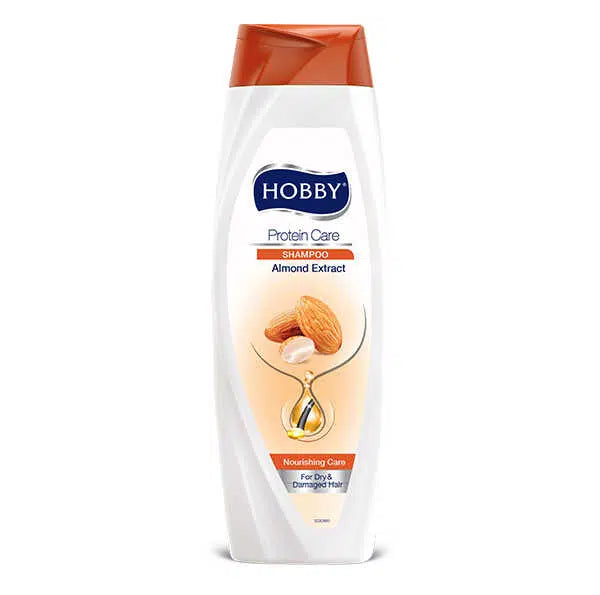 HOBBY®
Protein Care
SHAMPOO
Almond Extract
Nourishing Care
For Dry &
Damaged Hair